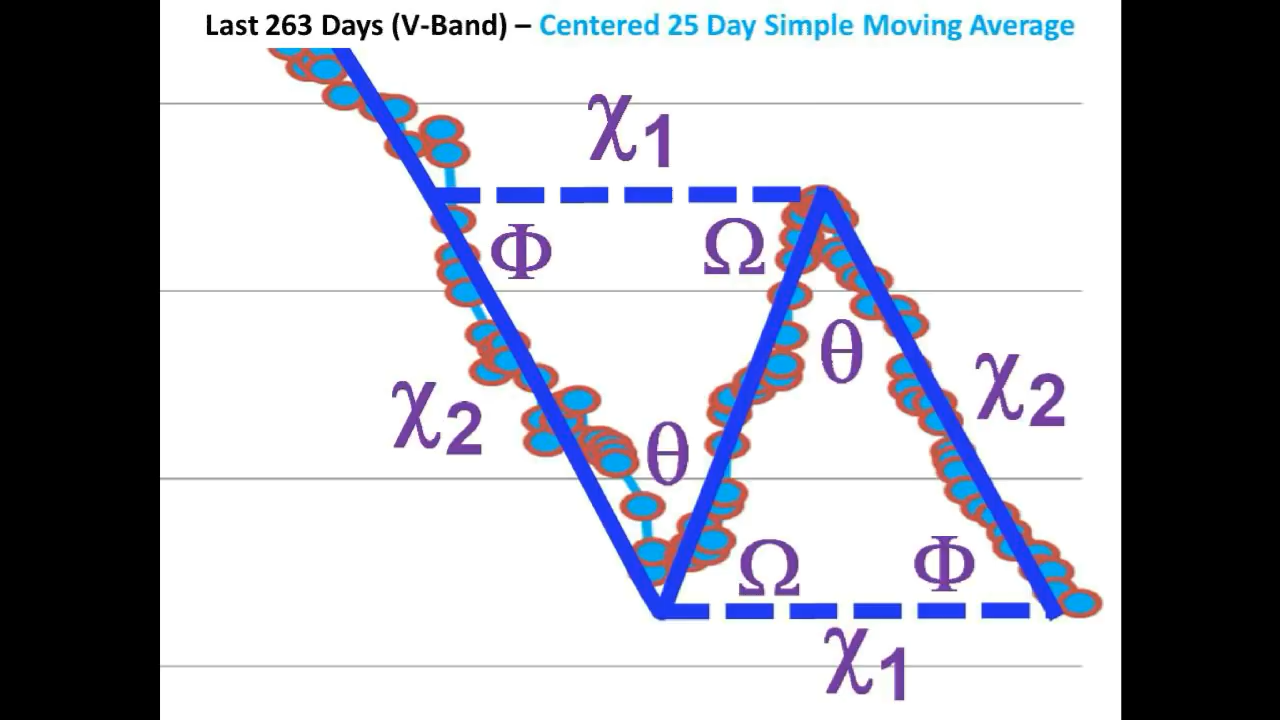 Last 263 Days (V-Band) – Centered 25 Day Simple Moving Average
χ1
Φ Ω
θ
χ2 χ2
θ
Ω Φ
χ1